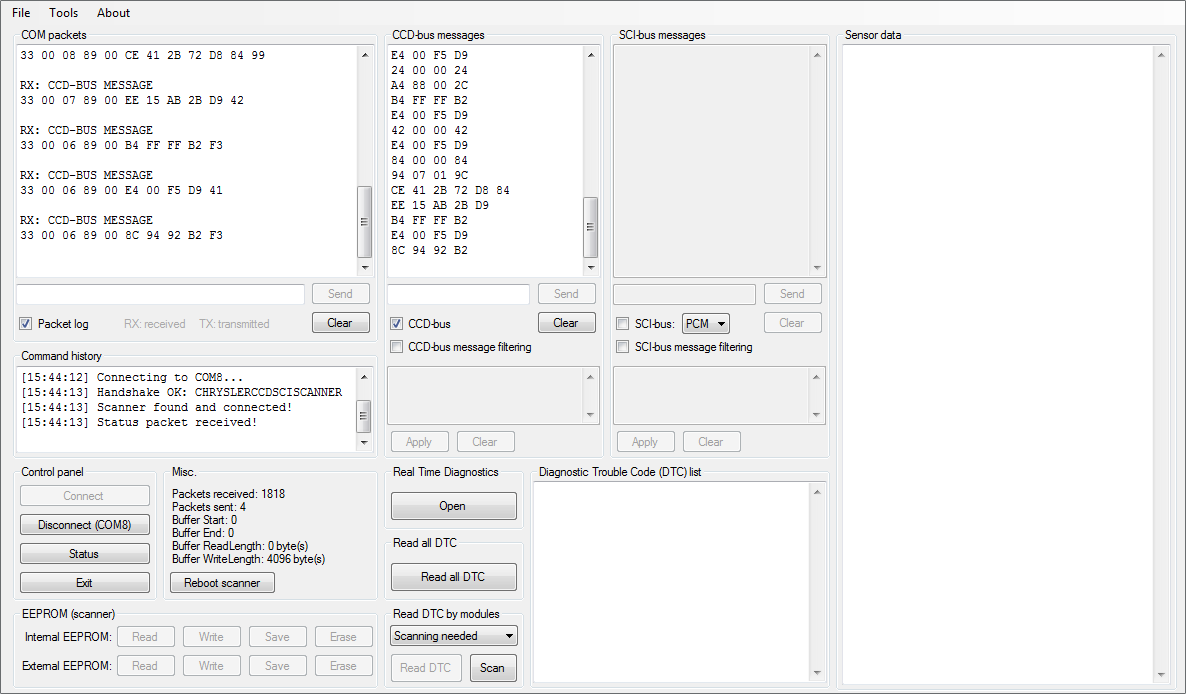 File Tools About
COM packets
33 00 08 89 00 CE 41 2B 72 D8 84 99
RX: CCD-BUS MESSAGE
33 00 07 89 00 EE 15 AB 2B D9 42
RX: CCD-BUS MESSAGE
33 00 06 89 00 B4 FF FF B2 F3
RX: CCD-BUS MESSAGE
33 00 06 89 00 E4 00 F5 D9 41
RX: CCD-BUS MESSAGE
33 00 06 89 00 8C 94 92 B2 F3
Send
Packet log RX: received TX: transmitted Clear
Command history
[15:44:12] Connecting to COM8...
[15:44:13] Handshake OK: CHRYSLERCCDSCISCANNER
[15:44:13] Scanner found and connected!
[15:44:13] Status packet received!
CCD-bus messages
E4 00 F5 D9
24 00 00 24
A4 88 00 2C
B4 FF FF B2
E4 00 F5 D9
42 00 00 42
E4 00 F5 D9
84 00 00 84
94 07 01 9C
CE 41 2B 72 D8 84
EE 15 AB 2B D9
B4 FF FF B2
E4 00 F5 D9
8C 94 92 B2
Send
CCD-bus Clear
CCD-bus message filtering
Apply Clear
SCI-bus messages
Send
SCI-bus: PCM Clear
SCI-bus message filtering
Apply Clear
Sensor data
Control panel
Connect
Disconnect (COM8)
Status
Exit
Misc.
Packets received: 1818
Packets sent: 4
Buffer Start: 0
Buffer End: 0
Buffer ReadLength: 0 byte(s)
Buffer WriteLength: 4096 byte(s)
Reboot scanner
EEPROM (scanner)
Internal EEPROM: Read Write Save Erase
External EEPROM: Read Write Save Erase
Real Time Diagnostics
Open
Read all DTC
Read all DTC
Read DTC by modules
Scanning needed
Read DTC Scan
Diagnostic Trouble Code (DTC) list